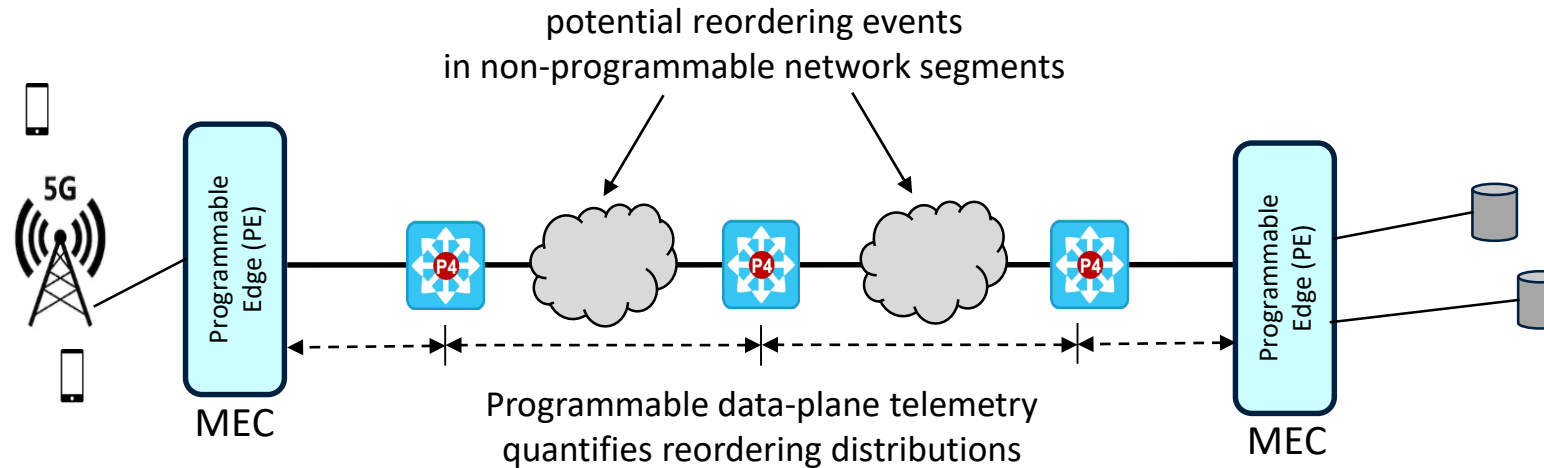 potential reordering events
in non-programmable network segments
5G
Programmable
Edge (PE)
MEC
P4
P4
P4
Programmable
Edge (PE)
MEC
Programmable data-plane telemetry
quantifies reordering distributions